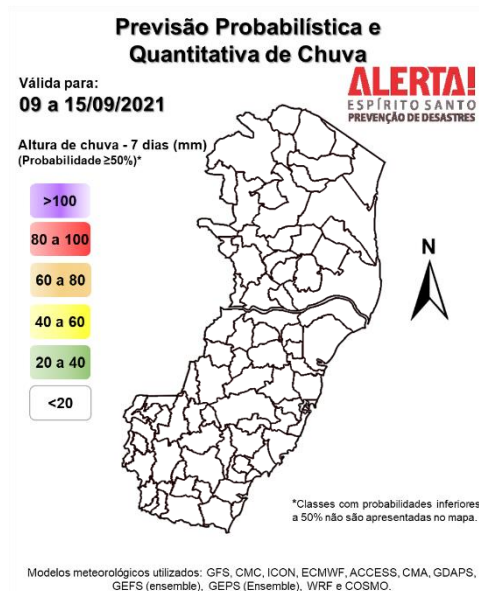 Previsão Probabilística e
Quantitativa de Chuva
Válida para:
09 a 15/09/2021
ALERTA!
ESPÍRITO SANTO
PREVENÇÃO DE DESASTRES
Altura de chuva - 7 dias (mm)
(Probabilidade ≥50%)*
>100
80 a 100
60 a 80
40 a 60
20 a 40
<20
N
*Classes com probabilidades inferiores
a 50% não são apresentadas no mapa.
Modelos meteorológicos utilizados: GFS, CMC, ICON, ECMWF, ACCESS, CMA, GDAPS,
GEFS (ensemble), GEPS (Ensemble), WRF e COSMO.